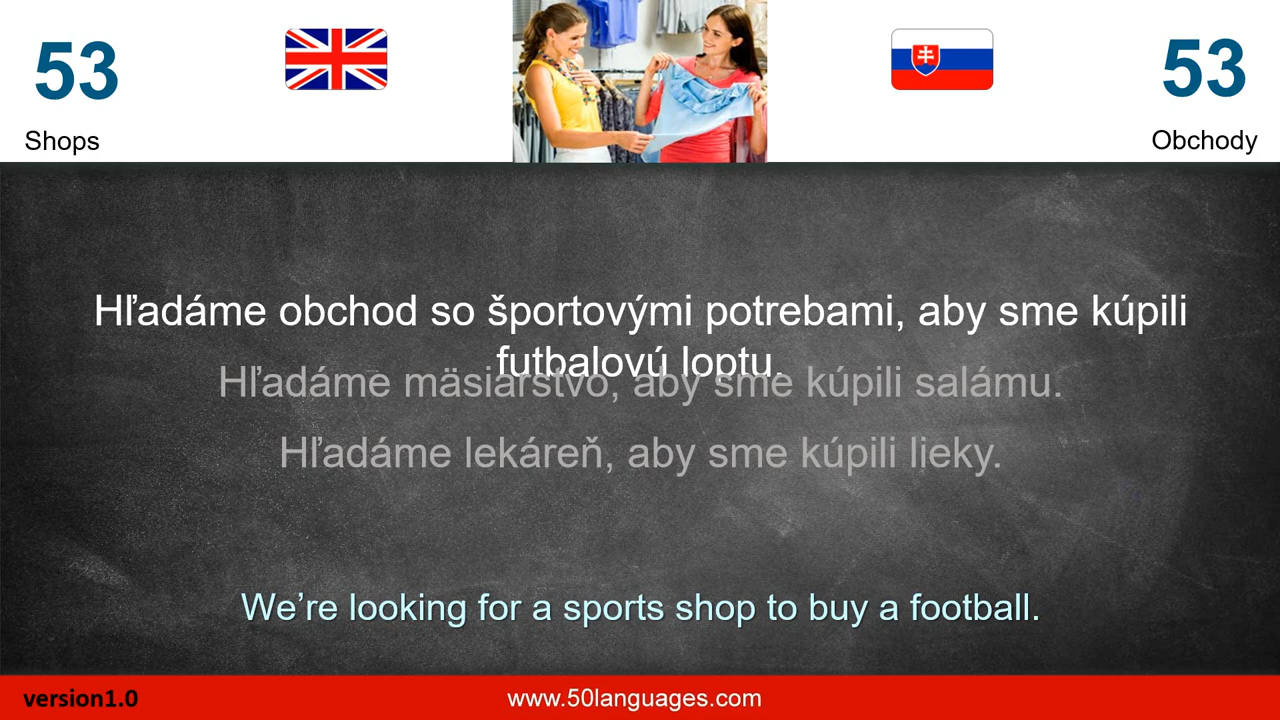 53
53
Shops
Obchody
Hľadáme obchod so športovými potrebami, aby sme kúpili
futbalovú loptu.
Hľadáme mäsiarstvo, aby sme kúpili salámu.
Hľadáme lekáreň, aby sme kúpili lieky.
We’re looking for a sports shop to buy a football.
version1.0
www.50languages.com